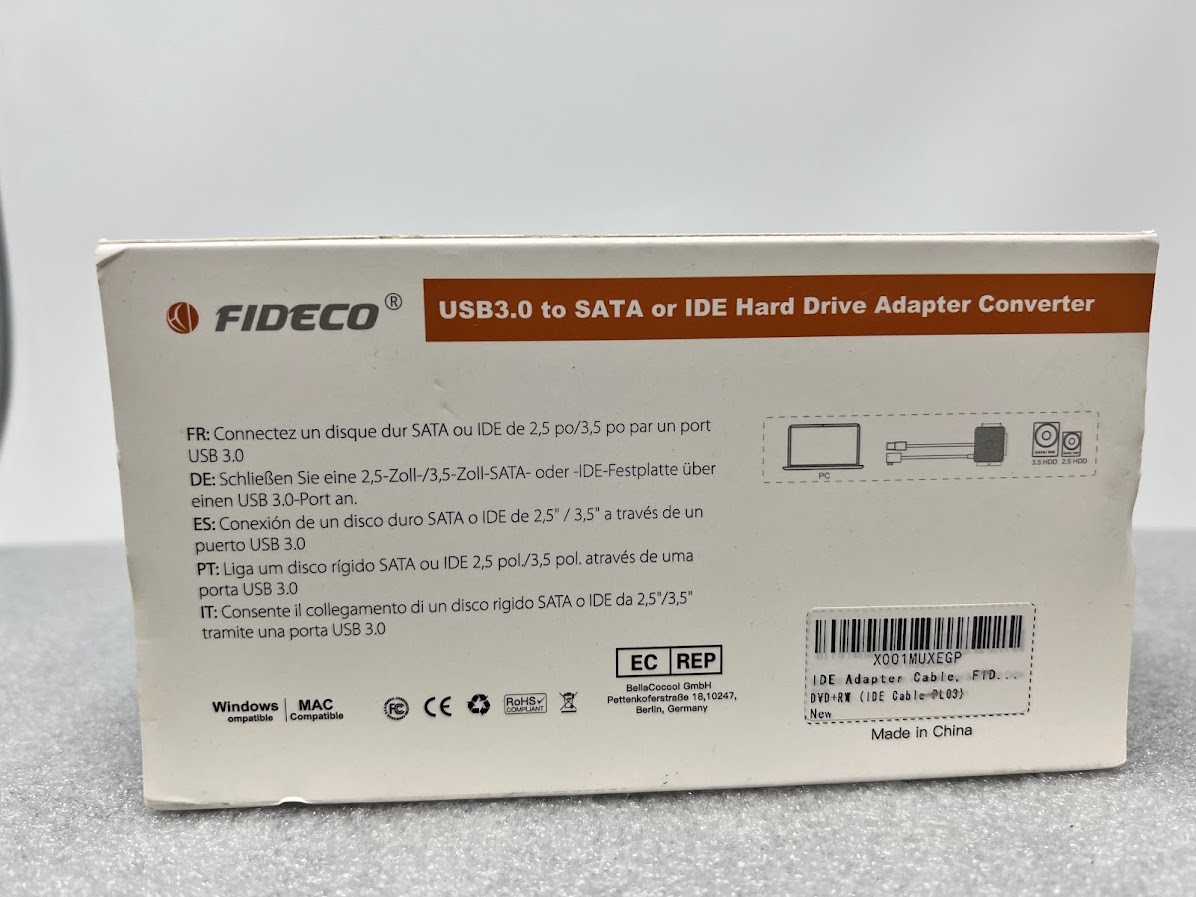 FIDECO®
USB3.0 to SATA or IDE Hard Drive Adapter Converter
FR: Connectez un disque dur SATA ou IDE de 2,5 po/3,5 po par un port
USB 3.0
DE: Schließen Sie eine 2,5-Zoll-/3,5-Zoll-SATA- oder -IDE-Festplatte über
einen USB 3.0-Port an.
ES: Conexión de un disco duro SATA o IDE de 2,5" / 3,5" a través de un
puerto USB 3.0
PT: Liga um disco rígido SATA ou IDE 2,5 pol./3,5 pol. através de uma
porta USB 3.0
IT: Consente il collegamento di un disco rigido SATA o IDE da 2,5"/3,5"
tramite una porta USB 3.0
PC
3.5 HDD 2.5 HDD
Windows
ompatible
MAC
Compatible
FC
CE
RoHS✓
COMPLIANT
EC REP
BellaCocool GmbH
Pettenkoferstraße 18,10247,
Berlin, Germany
X001MUXEGP
IDE Adapter Cable, FID...
DVD+RW (IDE Cable PL03)
New
Made in China